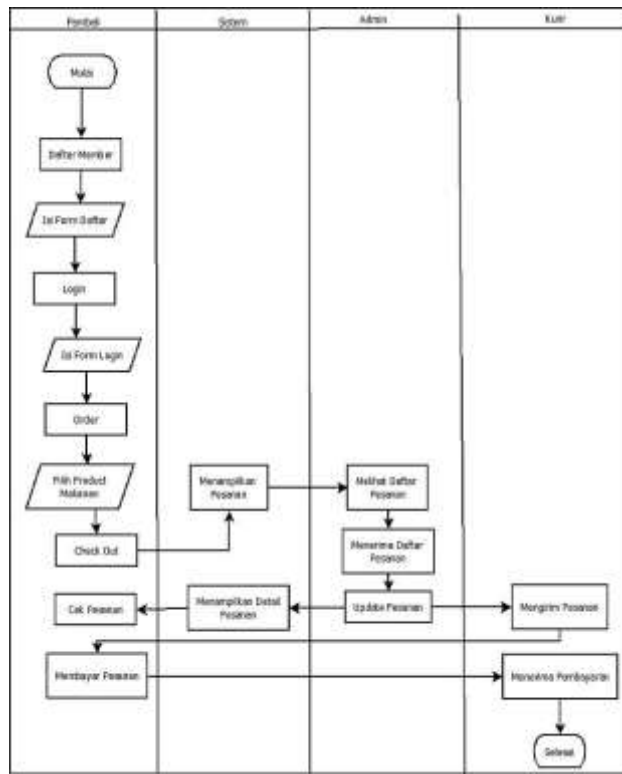 Pembeli
Sistem
Admin
Kurir
Mulai
Daftar Member
Isi Form Daftar
Login
Isi Form Login
Order
Pilih Product
Makanan
Check Out
Menampilkan
Pesanan
Melihat Daftar
Pesanan
Menerima Daftar
Pesanan
Cek Pesanan
Menampilkan Detail
Pesanan
Update Pesanan
Mengirim Pesanan
Membayar Pesanan
Menerima Pembayaran
Selesai